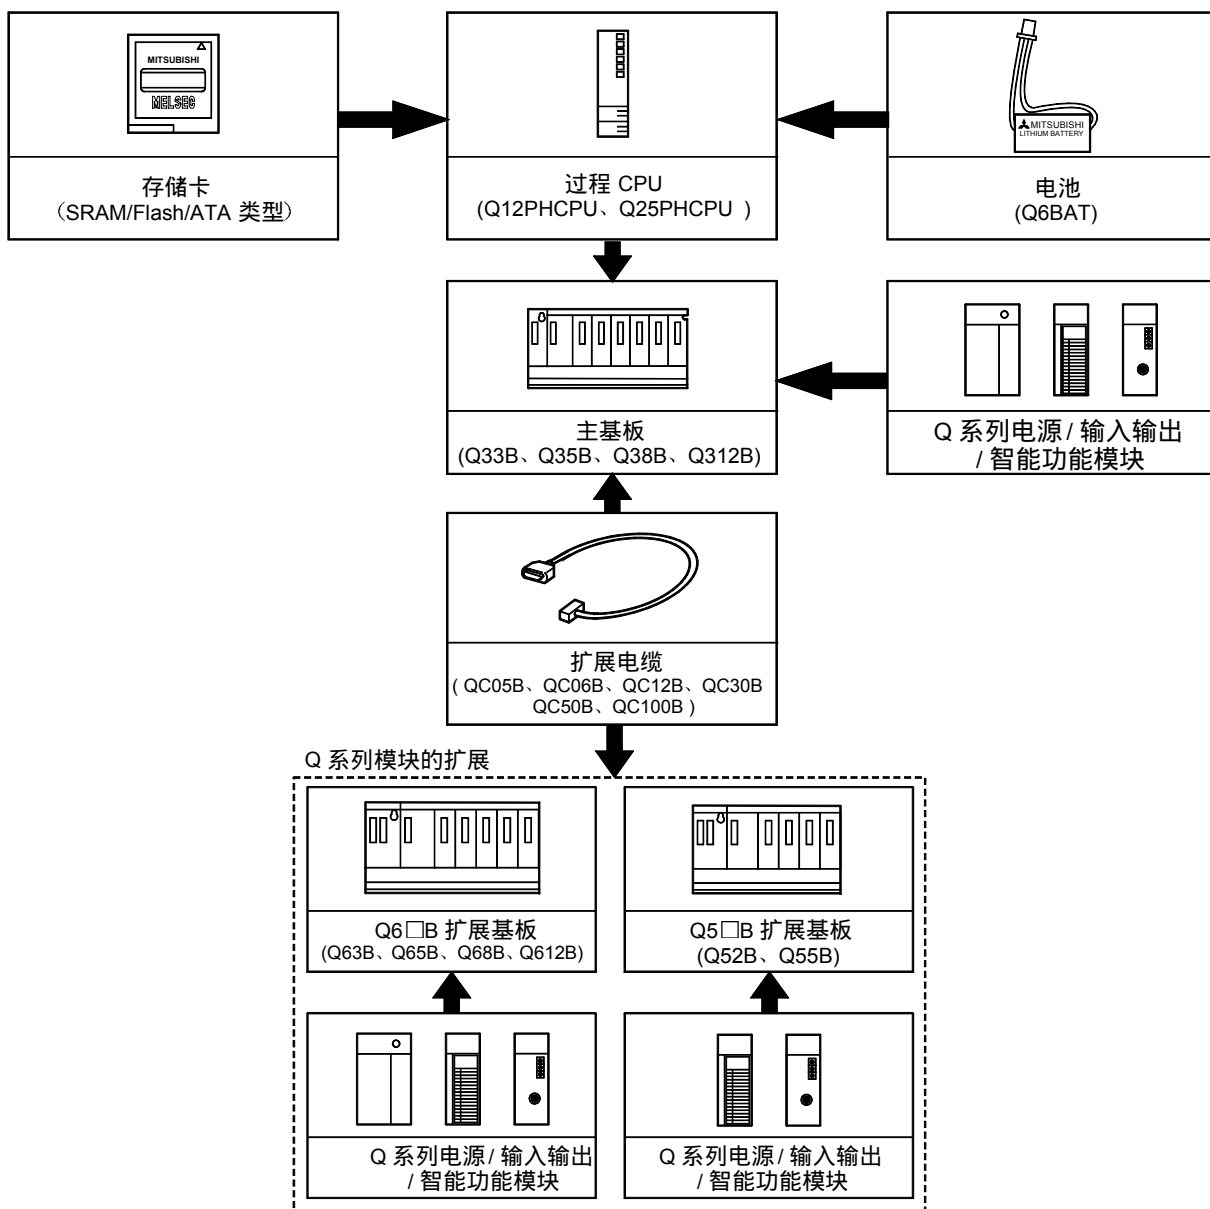 MITSUBISHI
MELSEC
存储卡
（SRAM/Flash/ATA 类型）
过程 CPU
(Q12PHCPU、Q25PHCPU )
MITSUBISHI
LITHIUM BATTERY
电池
(Q6BAT)
主基板
(Q33B、Q35B、Q38B、Q312B)
Q 系列电源 / 输入输出
/ 智能功能模块
扩展电缆
( QC05B、QC06B、QC12B、QC30B
QC50B、QC100B )
Q 系列模块的扩展
Q6□B 扩展基板
(Q63B、Q65B、Q68B、Q612B)
Q5□B 扩展基板
(Q52B、Q55B)
Q 系列电源 / 输入输出
/ 智能功能模块
Q 系列电源 / 输入输出
/ 智能功能模块